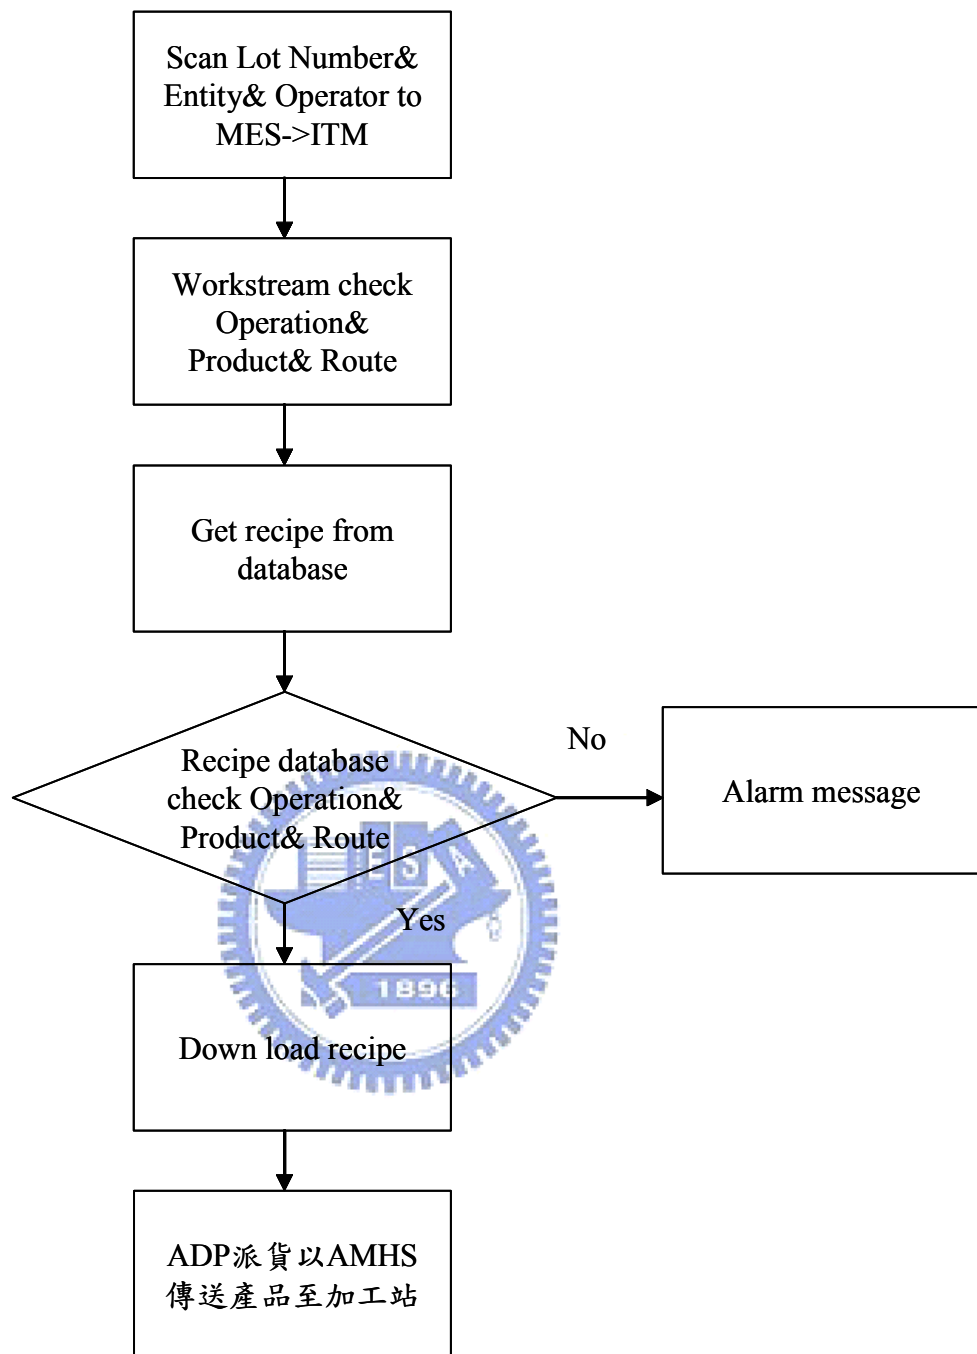 Scan Lot Number&
Entity& Operator to
MES->ITM
Workstream check
Operation&
Product& Route
Get recipe from
database
Recipe database
check Operation&
Product& Route
No
Alarm message
ESA
Yes
1896
Down load recipe
ADP派貨以AMHS
傳送產品至加工站